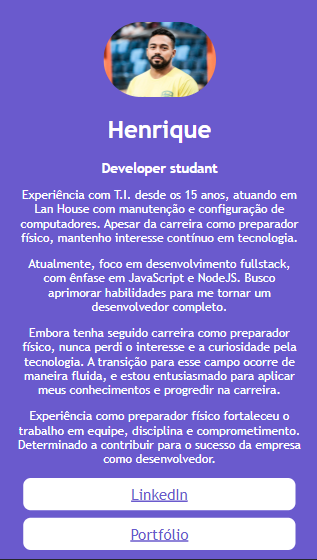 Henrique
Developer studant
Experiência com T.I. desde os 15 anos, atuando em
Lan House com manutenção e configuração de
computadores. Apesar da carreira como preparador
físico, mantenho interesse contínuo em tecnologia.
Atualmente, foco em desenvolvimento fullstack,
com ênfase em JavaScript e NodeJS. Busco
aprimorar habilidades para me tornar um
desenvolvedor completo.
Embora tenha seguido carreira como preparador
físico, nunca perdi o interesse e a curiosidade pela
tecnologia. A transição para esse campo ocorre de
maneira fluida, e estou entusiasmado para aplicar
meus conhecimentos e progredir na carreira.
Experiência como preparador físico fortaleceu o
trabalho em equipe, disciplina e comprometimento.
Determinado a contribuir para o sucesso da empresa
como desenvolvedor.
LinkedIn
Portfólio